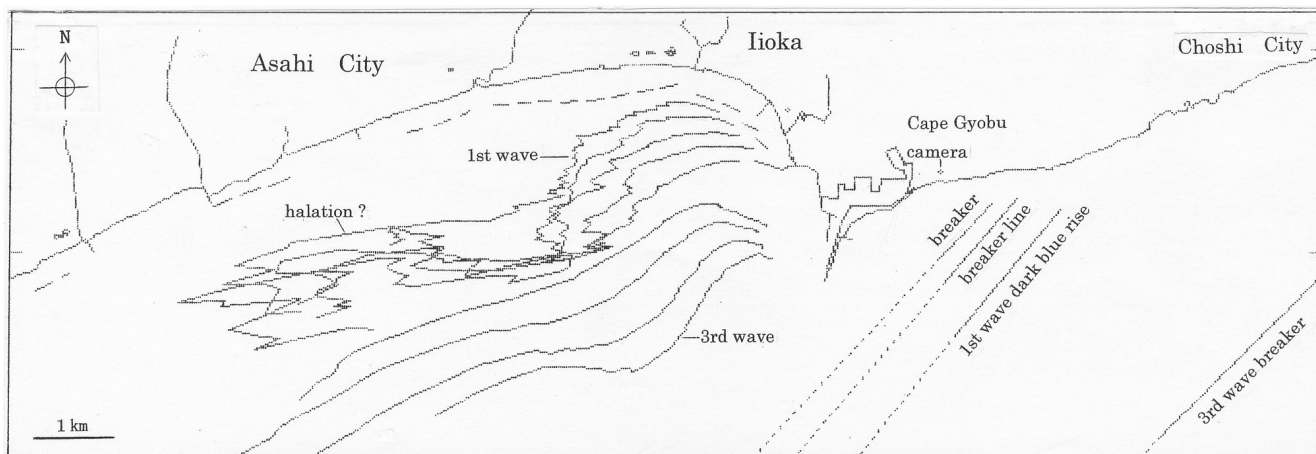 N
Asahi City
Iioka
Choshi City
Cape Gyobu
camera
1st wave
halation ?
breaker
breaker line
1st wave dark blue rise
3rd wave
3rd wave breaker
1 km